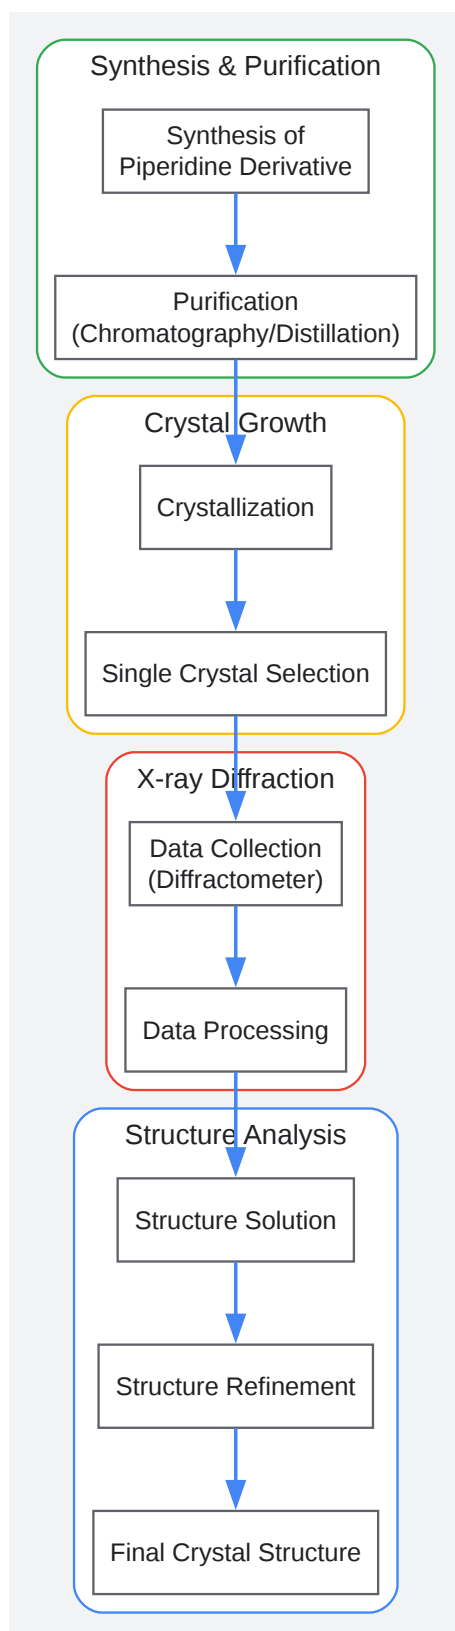 Synthesis & Purification
Synthesis of
Piperidine Derivative
Purification
(Chromatography/Distillation)
Crystal Growth
Crystallization
Single Crystal Selection
X-ray Diffraction
Data Collection
(Diffractometer)
Data Processing
Structure Analysis
Structure Solution
Structure Refinement
Final Crystal Structure